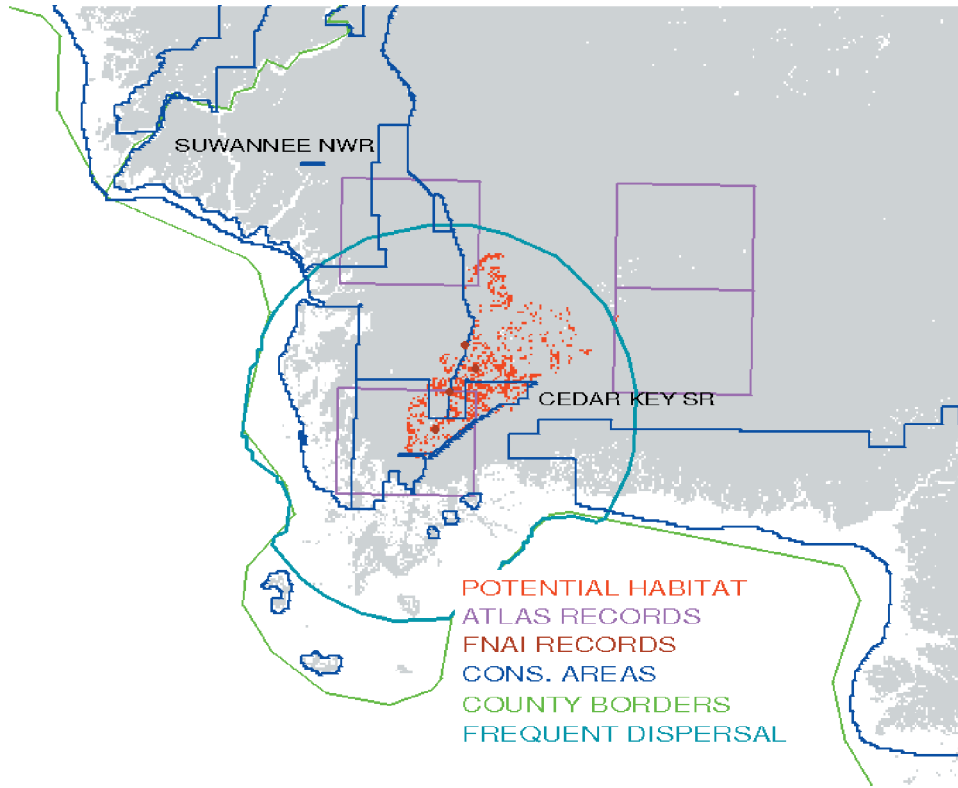 SUWANNEE NWR
CEDAR KEY SR
POTENTIAL HABITAT
ATLAS RECORDS
FNAI RECORDS
CONS. AREAS
COUNTY BORDERS
FREQUENT DISPERSAL